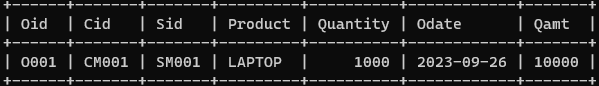 +------+-------+-------+---------+----------+------------+-------+
| Oid  | Cid   | Sid   | Product | Quantity | Odate      | Qamt  |
+------+-------+-------+---------+----------+------------+-------+
| O001 | CM001 | SM001 | LAPTOP  |     1000 | 2023-09-26 | 10000 |
+------+-------+-------+---------+----------+------------+-------+